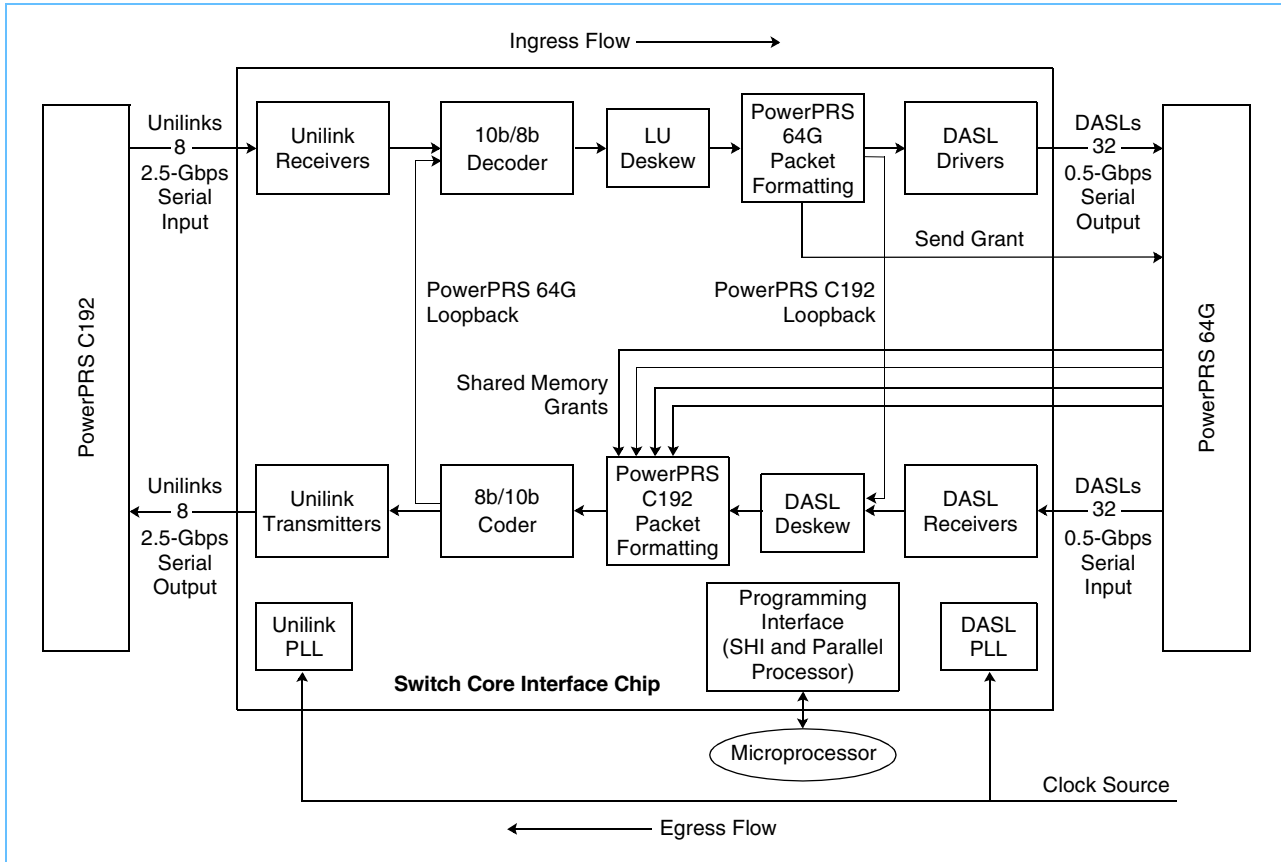 Ingress Flow
PowerPRS C192
Unilinks
8
2.5-Gbps
Serial
Input
Unilink
Receivers
10b/8b
Decoder
LU
Deskew
PowerPRS
64G
Packet
Formatting
DASL
Drivers
DASLs
32
0.5-Gbps
Serial
Output
PowerPRS 64G
Send Grant
PowerPRS 64G
Loopback
PowerPRS C192
Loopback
Shared Memory
Grants
Unilinks
8
2.5-Gbps
Serial
Output
Unilink
Transmitters
8b/10b
Coder
PowerPRS
C192
Packet
Formatting
DASL
Deskew
DASL
Receivers
DASLs
32
0.5-Gbps
Serial
Input
Unilink
PLL
Programming
Interface
(SHI and Parallel
Processor)
DASL
PLL
Switch Core Interface Chip
Microprocessor
Clock Source
Egress Flow